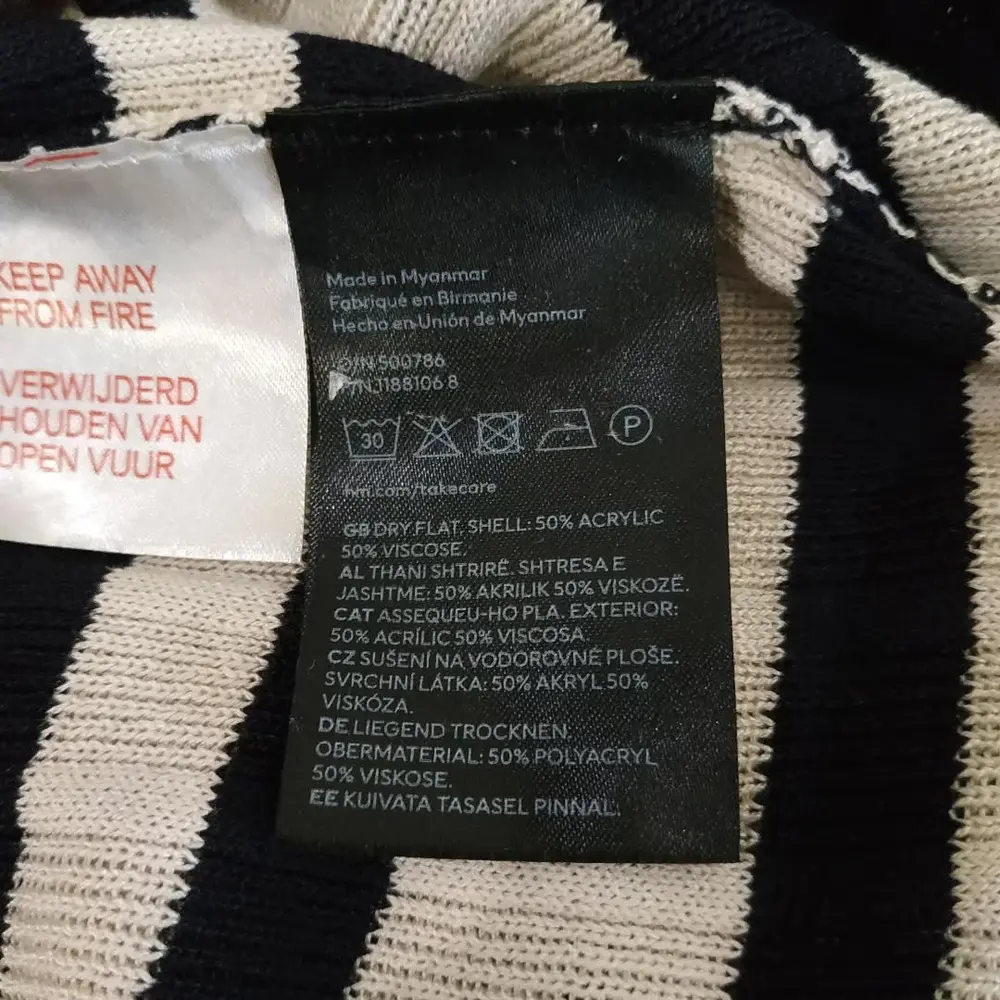 KEEP AWAY
FROM FIRE
VERWIJDERD
HOUDEN VAN
OPEN VUUR
Made in Myanmar
Fabriqué en Birmanie
Hecho en Unión de Myanmar
O/N 500786
P/N 1188106 8
30
P
hm.com/takecare
GB DRY FLAT. SHELL: 50% ACRYLIC
50% VISCOSE.
AL THANI SHTRIRË. SHTRESA E
JASHTME: 50% AKRILIK 50% VISKOZË.
CAT ASSEQUEU-HO PLA. EXTERIOR:
50% ACRÍLIC 50% VISCOSA.
CZ SUŠENÍ NA VODOROVNÉ PLOŠE.
SVRCHNÍ LÁTKA: 50% AKRYL 50%
VISKÓZA.
DE LIEGEND TROCKNEN.
OBERMATERIAL: 50% POLYACRYL
50% VISKOSE.
EE KUIVATA TASASEL PINNAL.